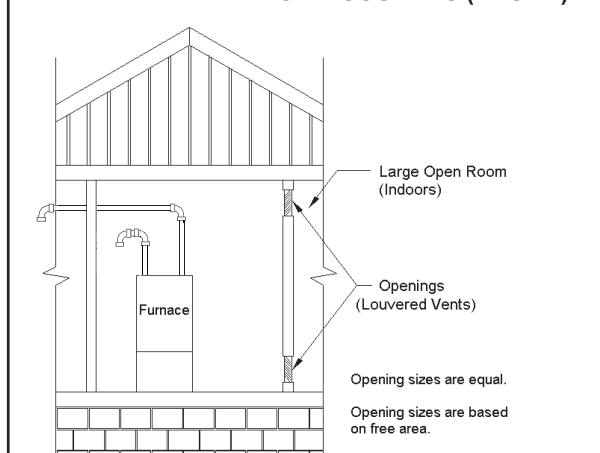 Large Open Room
(Indoors)
Furnace
Openings
(Louvered Vents)
Opening sizes are equal.
Opening sizes are based
on free area.